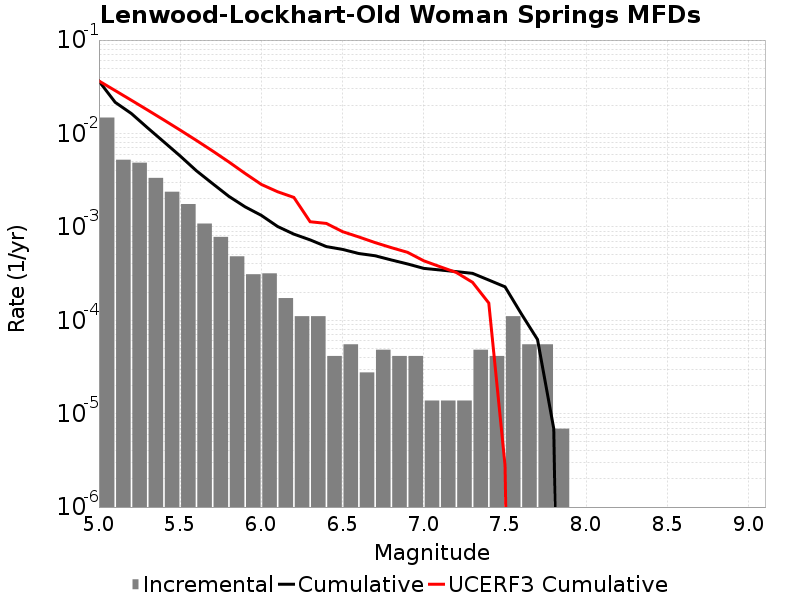 Lenwood-Lockhart-Old Woman Springs MFDs
10-1
10-2
10-3
10-4
10-5
10-6
Rate (1/yr)
5.0 5.5 6.0 6.5 7.0 7.5 8.0 8.5 9.0
Magnitude
Incremental Cumulative UCERF3 Cumulative